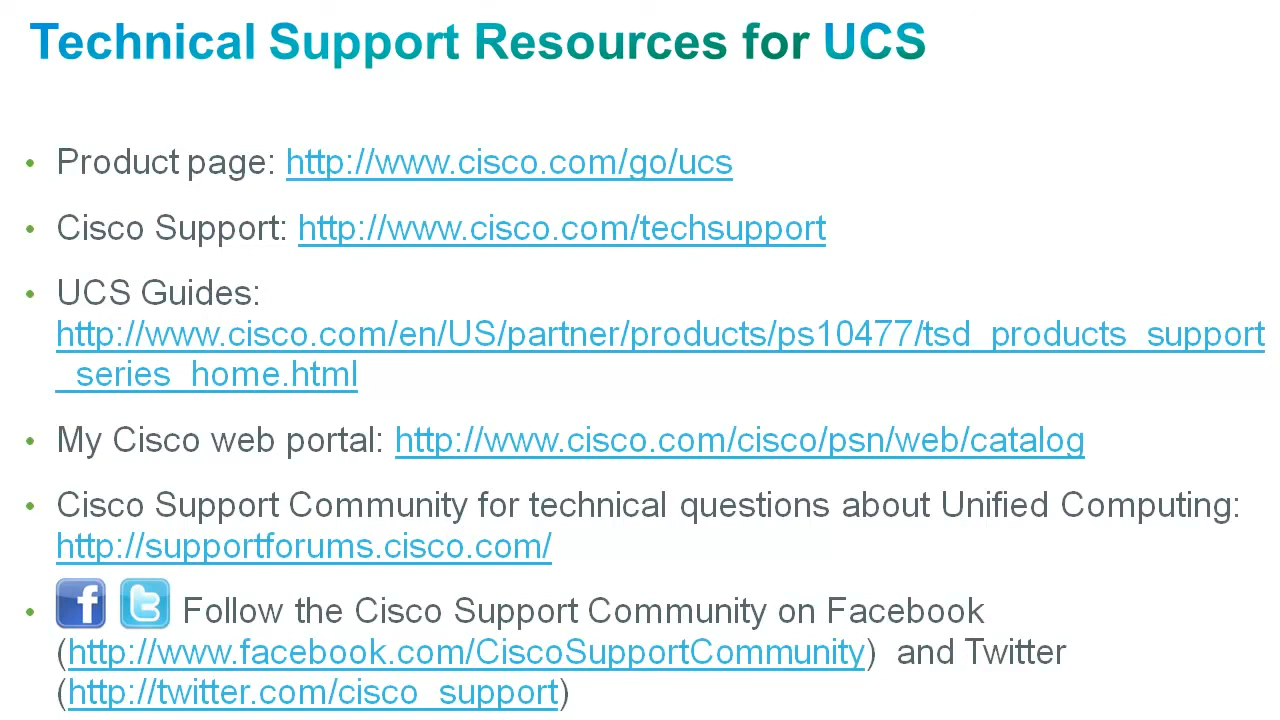 Technical Support Resources for UCS
• Product page: http://www.cisco.com/go/ucs
• Cisco Support: http://www.cisco.com/techsupport
• UCS Guides:
http://www.cisco.com/en/US/partner/products/ps10477/tsd_products_support
_series_home.html
• My Cisco web portal: http://www.cisco.com/cisco/psn/web/catalog
• Cisco Support Community for technical questions about Unified Computing:
http://supportforums.cisco.com/
• f t Follow the Cisco Support Community on Facebook
(http://www.facebook.com/CiscoSupportCommunity) and Twitter
(http://twitter.com/cisco_support)